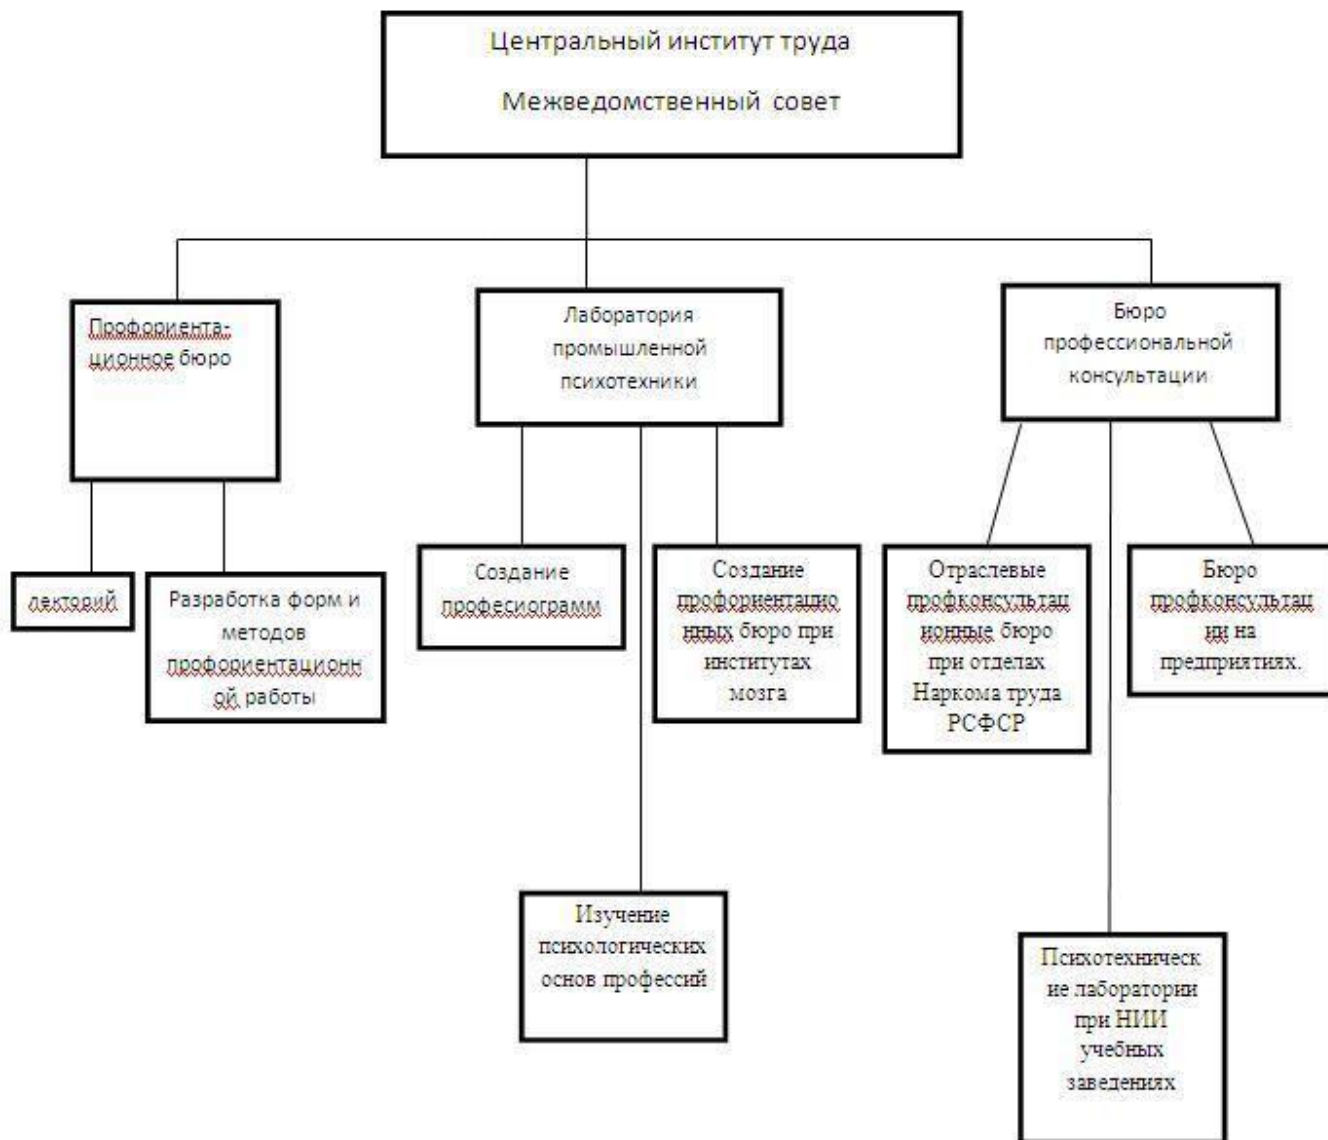 Центральный институт труда
Межведомственный совет
Профориента-
ционное бюро
Лаборатория
промышленной
психотехники
Бюро
профессиональной
консультации
лекторий
Разработка форм и
методов
профориентационн
ой работы
Создание
професиограмм
Создание
профориентацио
нных бюро при
институтах
мозга
Отраслевые
профконсультац
ионные бюро
при отделах
Наркома труда
РСФСР
Бюро
профконсультац
ии на
предприятиях.
Изучение
психологических
основ профессий
Психотехническ
ие лаборатории
при НИИ
учебных
заведениях